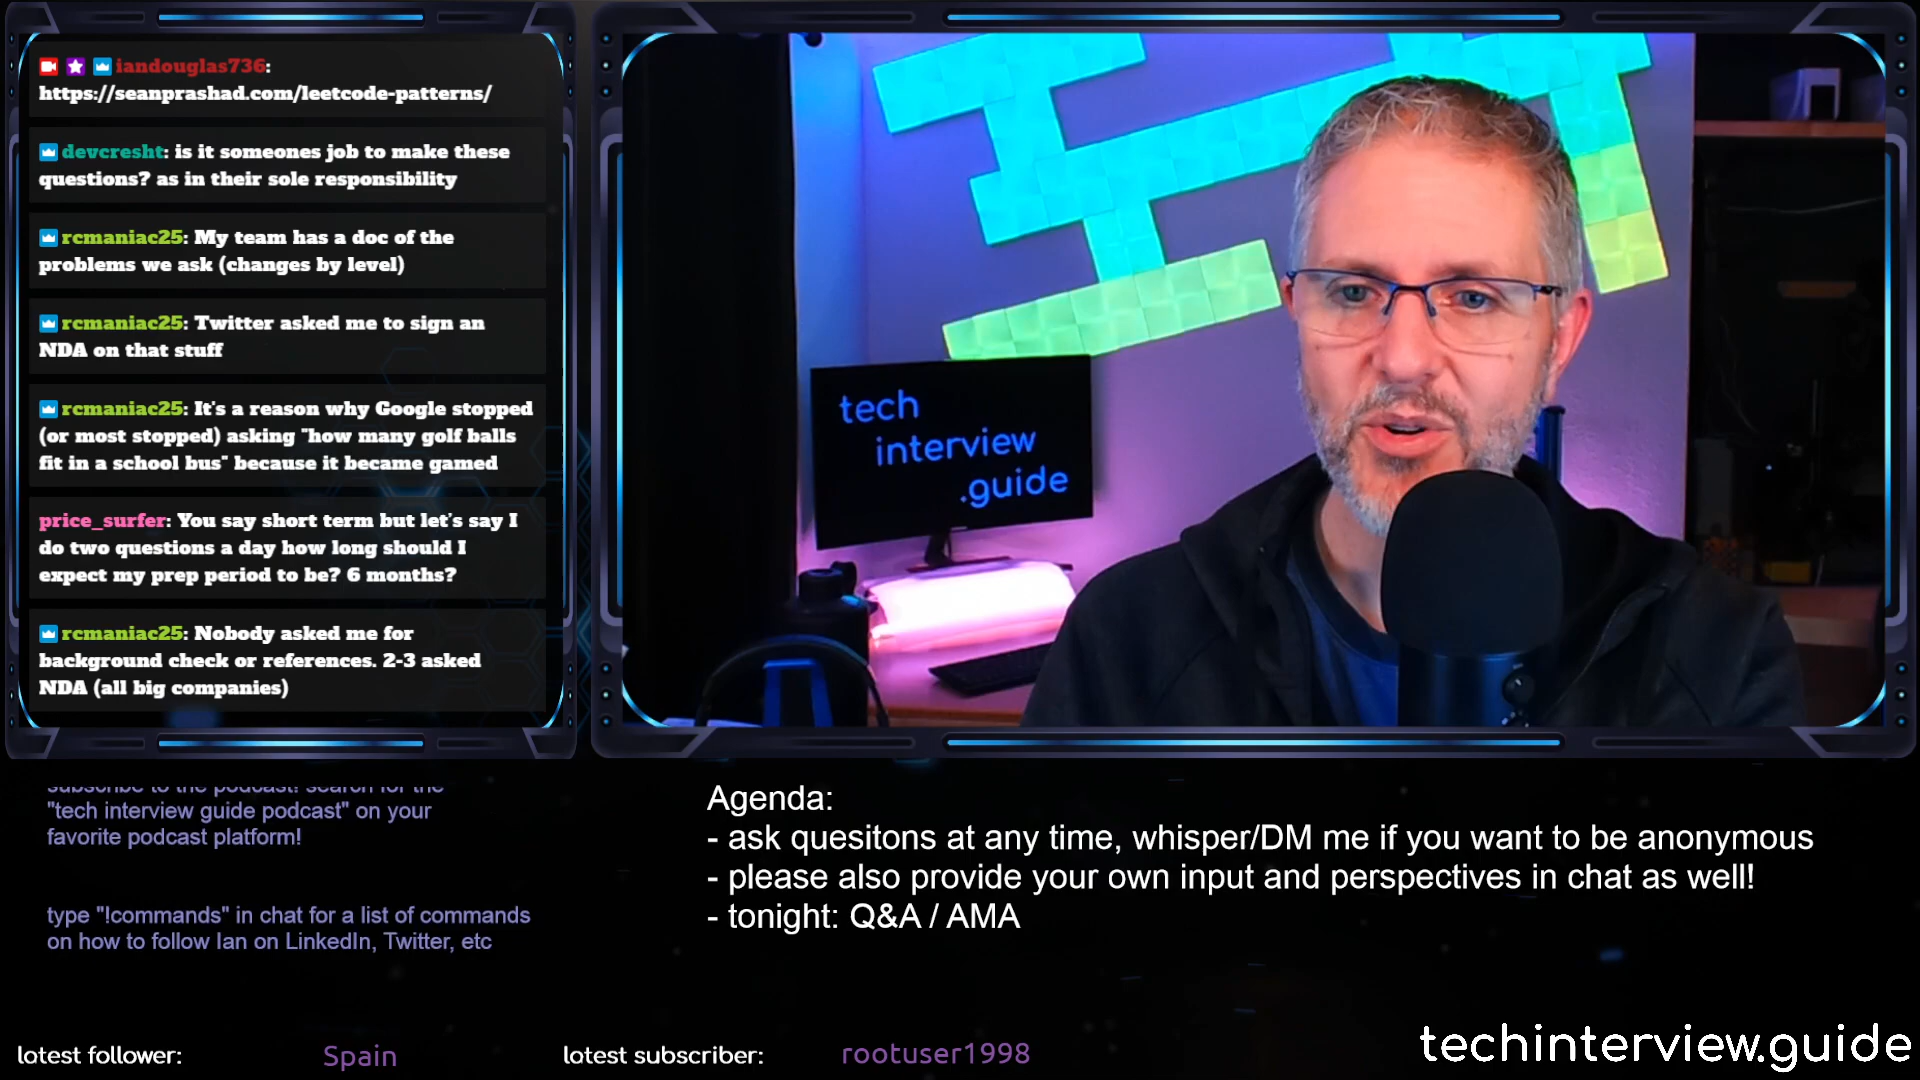 iandouglas736:
https://seanprashad.com/leetcode-patterns/
devcresht: is it someones job to make these
questions? as in their sole responsibility
rcmaniac25: My team has a doc of the
problems we ask (changes by level)
rcmaniac25: Twitter asked me to sign an
NDA on that stuff
rcmaniac25: It's a reason why Google stopped
(or most stopped) asking "how many golf balls
fit in a school bus" because it became gamed
price_surfer: You say short term but let's say I
do two questions a day how long should I
expect my prep period to be? 6 months?
rcmaniac25: Nobody asked me for
background check or references. 2-3 asked
NDA (all big companies)
tech
interview
.guide
subscribe to the podcast! search for the
"tech interview guide podcast" on your
favorite podcast platform!
type "!commands" in chat for a list of commands
on how to follow Ian on LinkedIn, Twitter, etc
Agenda:
- ask quesitons at any time, whisper/DM me if you want to be anonymous
- please also provide your own input and perspectives in chat as well!
- tonight: Q&A / AMA
latest follower: Spain
latest subscriber: rootuser1998
techinterview.guide